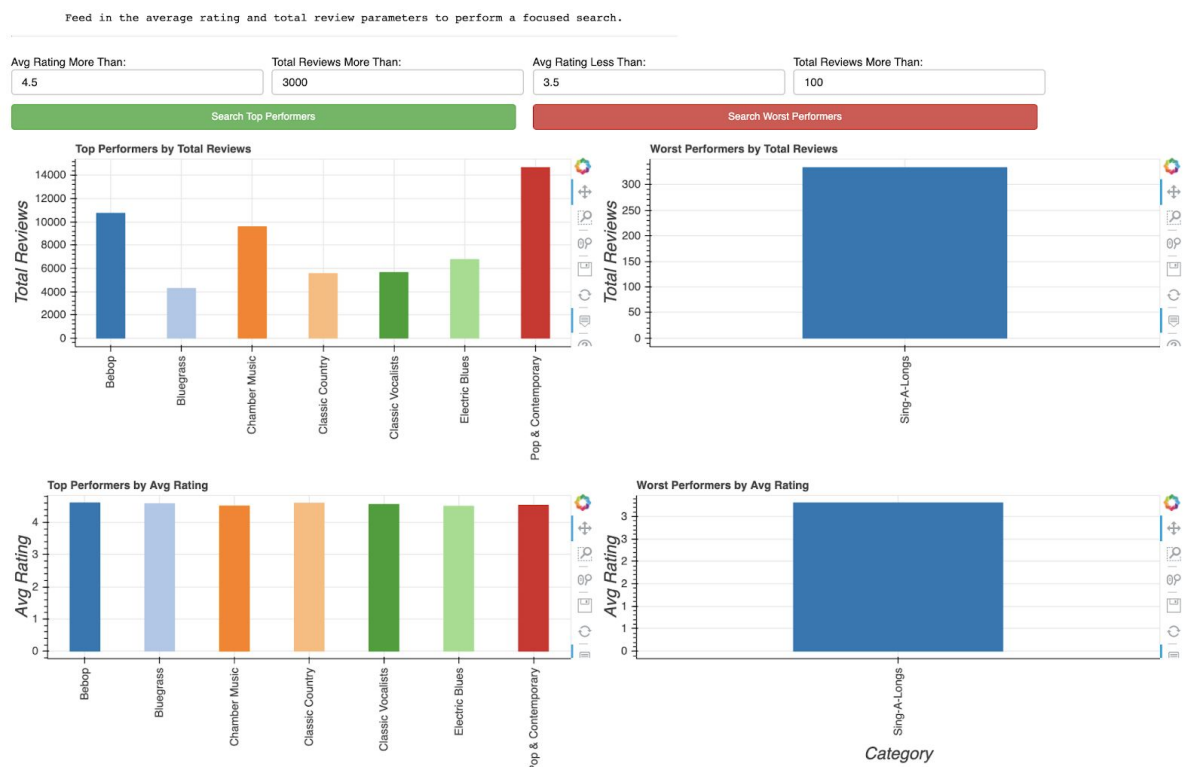 Feed in the average rating and total review parameters to perform a focused search.
Avg Rating More Than:
Total Reviews More Than:
Avg Rating Less Than:
Total Reviews More Than:
4.5
3000
3.5
100
Search Top Performers
Search Worst Performers
Top Performers by Total Reviews
Total Reviews
14000
12000
10000
8000
6000
4000
2000
0
Bebop
Bluegrass
Chamber Music
Classic Country
Classic Vocalists
Electric Blues
Pop & Contemporary
Worst Performers by Total Reviews
Total Reviews
300
250
200
150
100
50
0
Sing-A-Longs
Top Performers by Avg Rating
Avg Rating
4
3
2
1
0
Bebop
Bluegrass
Chamber Music
Classic Country
Classic Vocalists
Electric Blues
Pop & Contemporary
Worst Performers by Avg Rating
Avg Rating
3
3
2
2
1
1
0
Sing-A-Longs
Category